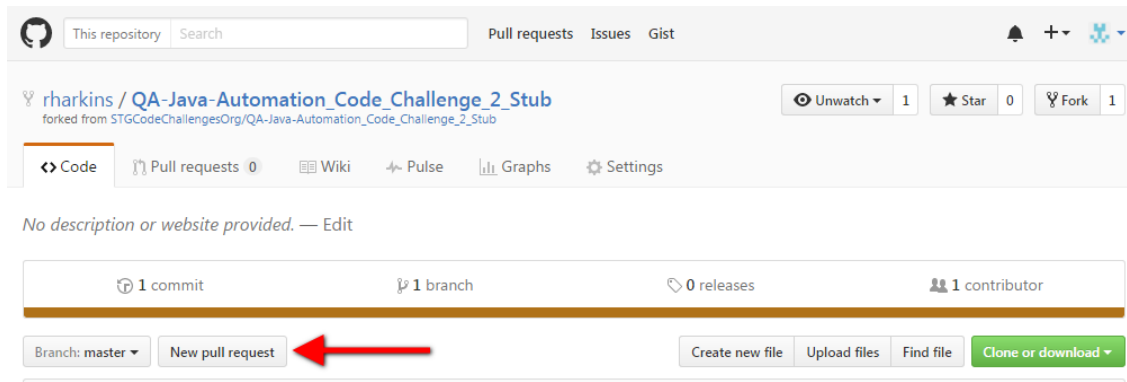 This repository Search Pull requests Issues Gist
rharkins / QA-Java-Automation_Code_Challenge_2_Stub Unwatch 1 Star 0 Fork 1
forked from STGCodeChallengesOrg/QA-Java-Automation_Code_Challenge_2_Stub
Code Pull requests 0 Wiki Pulse Graphs Settings
No description or website provided. — Edit
1 commit 1 branch 0 releases 1 contributor
Branch: master New pull request Create new file Upload files Find file Clone or download